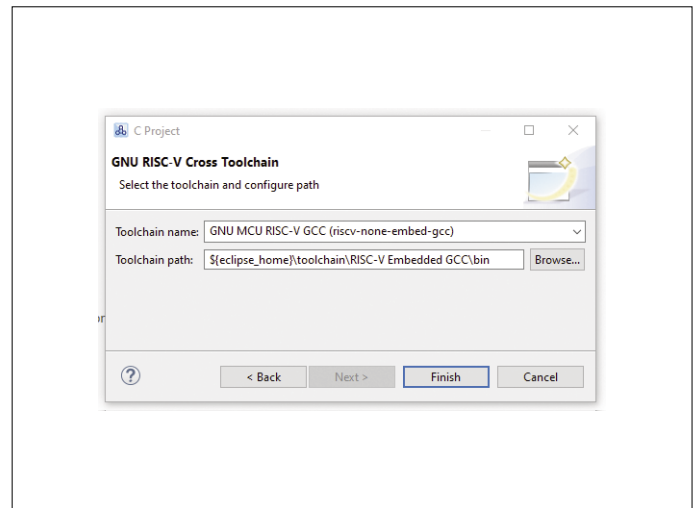 C Project
GNU RISC-V Cross Toolchain
Select the toolchain and configure path
Toolchain name: GNU MCU RISC-V GCC (riscv-none-embed-gcc)
Toolchain path: ${eclipse_home}\toolchain\RISC-V Embedded GCC\bin Browse...
or
? < Back Next > Finish Cancel